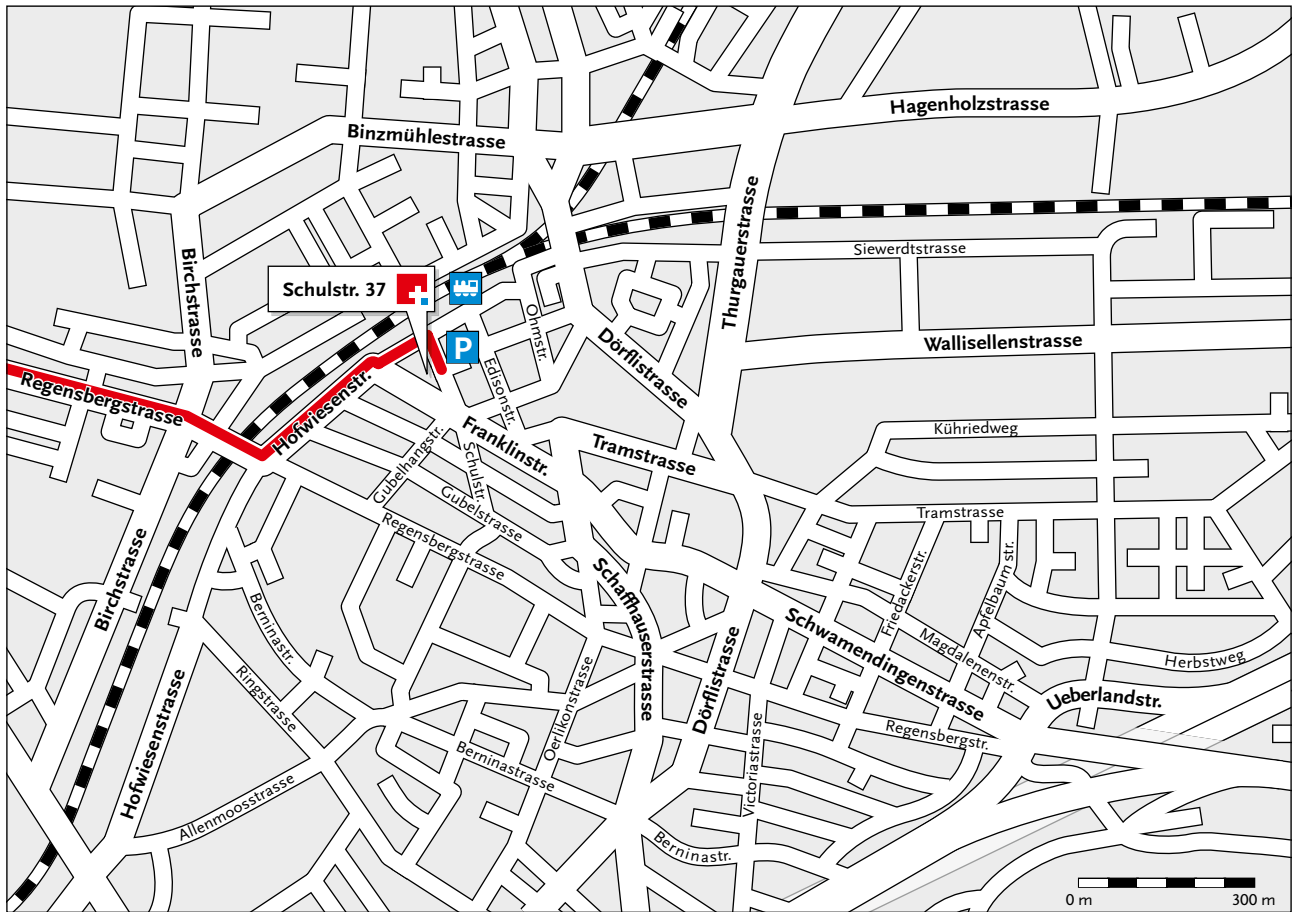 Hagenholzstrasse
Binzmühlestrasse
Thurgauerstrasse
Siewerdtstrasse
Birchstrasse
Schulstr. 37
Ohmstr.
Dörflistrasse
Wallisellenstrasse
P
Edisonstr.
Regensbergstrasse
Hofwiesenstr.
Franklinstr.
Tramstrasse
Kühriedweg
Gubelhangstr.
Schulstr.
Gubelstrasse
Tramstrasse
Regensbergstrasse
Birchstrasse
Schaffhauserstrasse
Friedackerstr.
Apfelbaumstr.
Berninastr.
Schwamendingenstrasse
Magdalenenstr.
Herbstweg
Ringstrasse
Oerlikonstrasse
Dörflistrasse
Ueberlandstr.
Hofwiesenstrasse
Regensbergstr.
Berninastrasse
Victoriastrasse
Allenmoosstrasse
Berninastr.
0 m 300 m